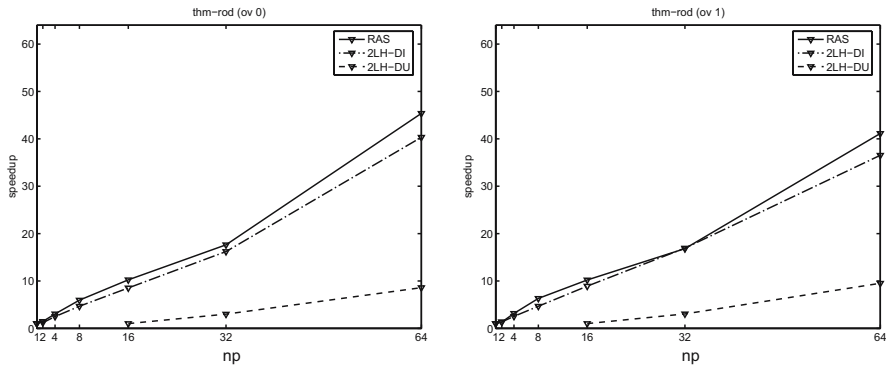 thm−rod (ov 0)
60
50
40
30
20
10
0
speedup
RAS
2LH−DI
2LH−DU
1 2 4 8 16 32 64
np
thm−rod (ov 1)
60
50
40
30
20
10
0
speedup
RAS
2LH−DI
2LH−DU
1 2 4 8 16 32 64
np